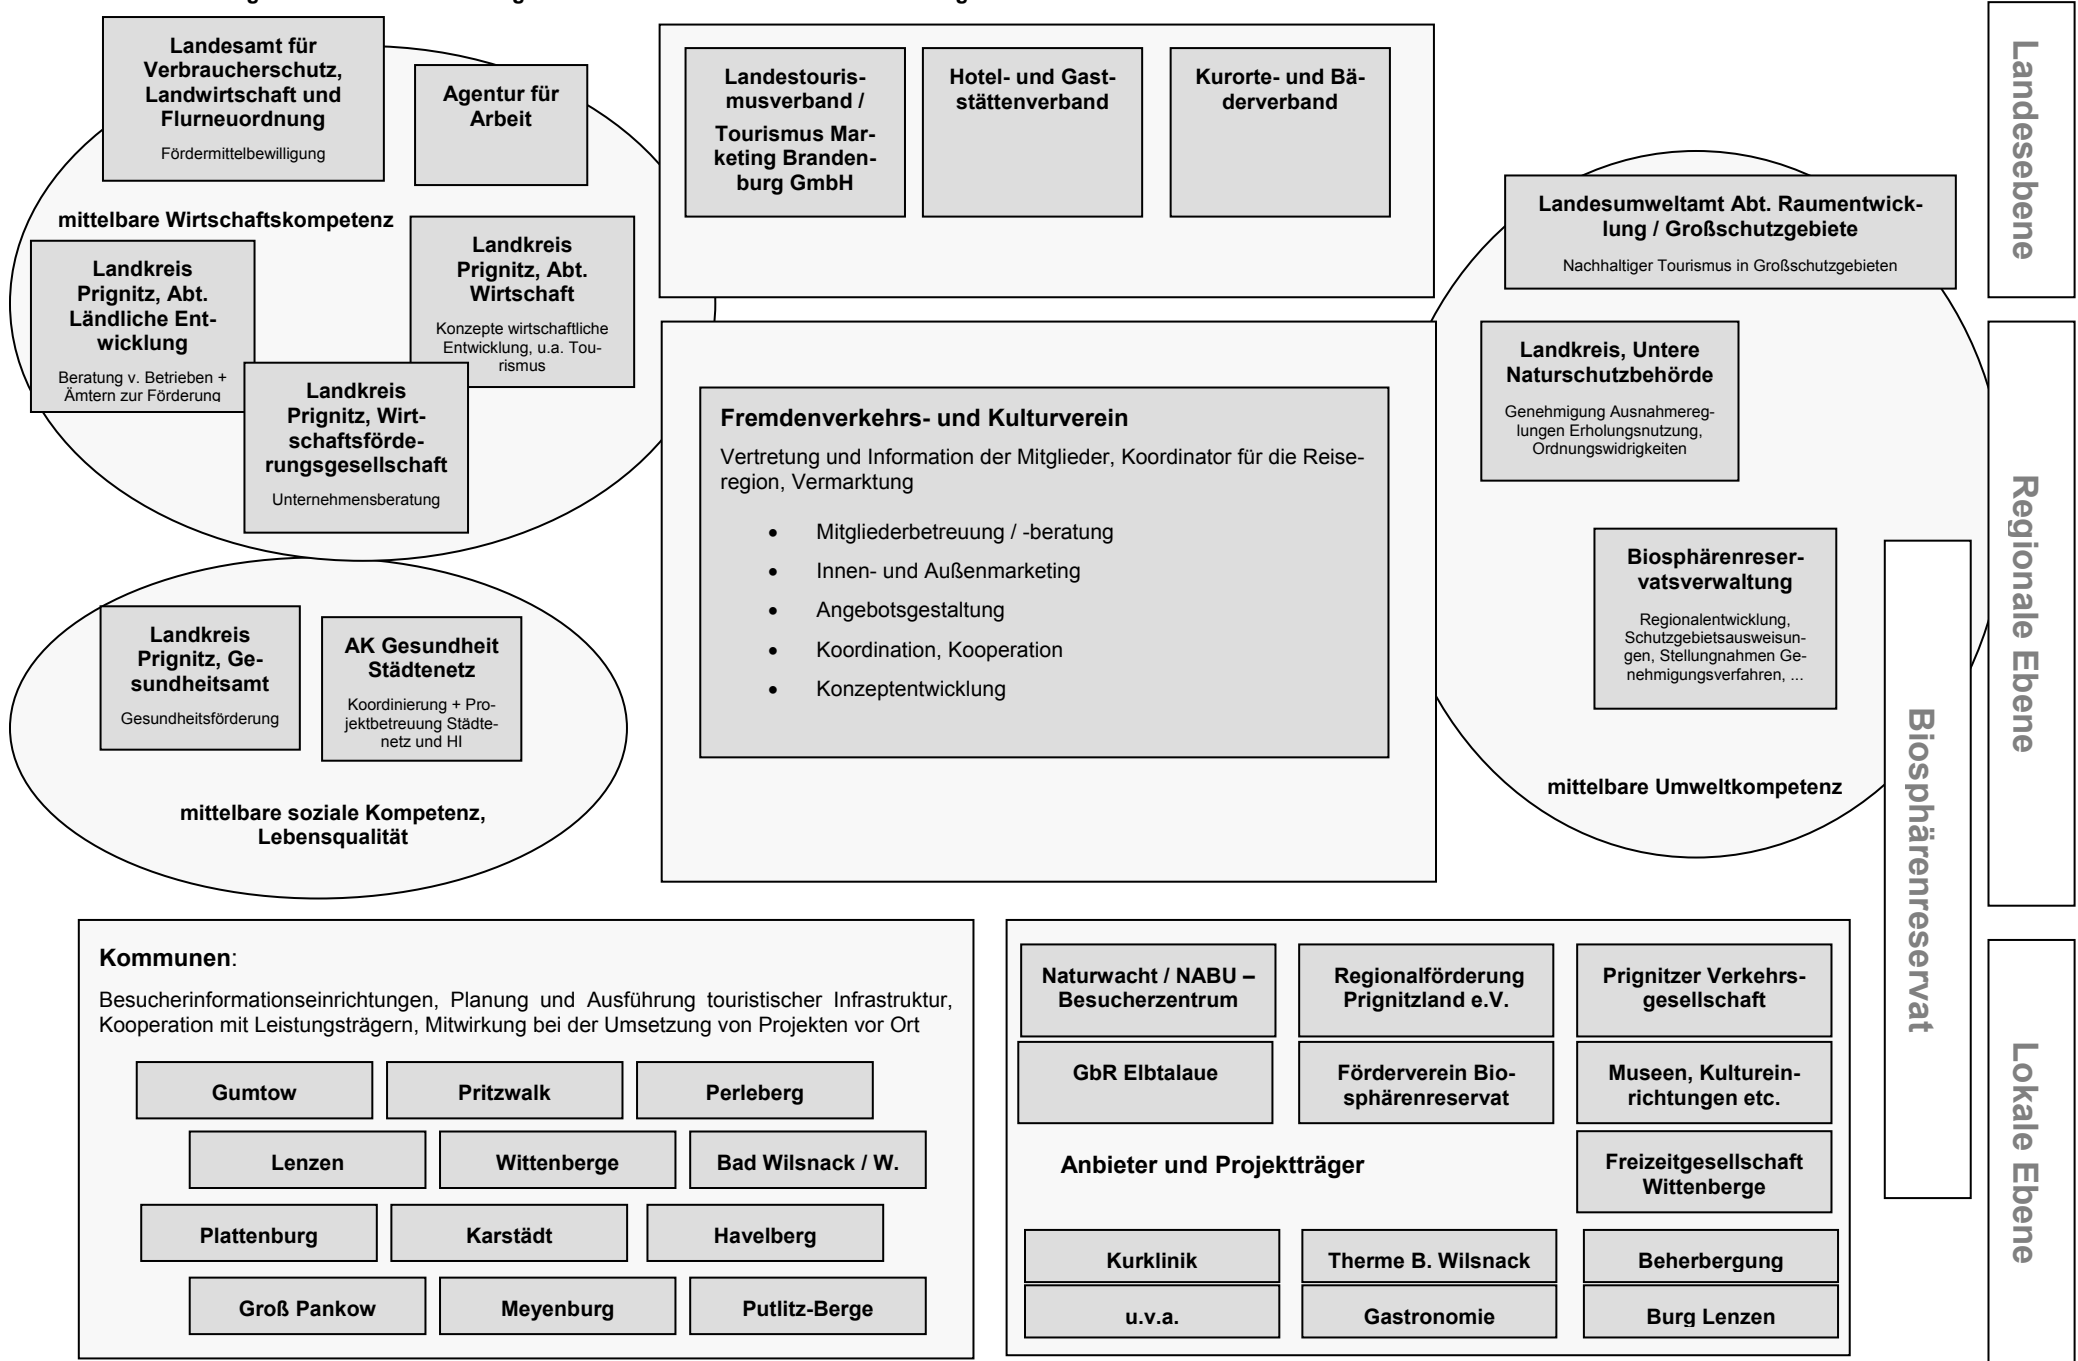 Landesamt für
Verbraucherschutz,
Landwirtschaft und
Flurneuordnung
Fördermittelbewilligung
Agentur für
Arbeit
mittelbare Wirtschaftskompetenz
Landkreis
Prignitz, Abt.
Ländliche Ent-
wicklung
Beratung v. Betrieben +
Ämtern zur Förderung
Landkreis
Prignitz, Abt.
Wirtschaft
Konzepte wirtschaftliche
Entwicklung, u.a. Tou-
rismus
Landkreis
Prignitz, Wirt-
schaftsförde-
rungsgesellschaft
Unternehmensberatung
Landestouris-
musverband /
Tourismus Mar-
keting Branden-
burg GmbH
Hotel- und Gast-
stättenverband
Kurorte- und Bä-
derverband
Landesumweltamt Abt. Raumentwick-
lung / Großschutzgebiete
Nachhaltiger Tourismus in Großschutzgebieten
Landkreis, Untere
Naturschutzbehörde
Genehmigung Ausnahmereg-
lungen Erholungsnutzung,
Ordnungswidrigkeiten
Biosphärenreser-
vatsverwaltung
Regionalentwicklung,
Schutzgebietsausweisun-
gen, Stellungnahmen Ge-
nehmigungsverfahren, ...
mittelbare Umweltkompetenz
Landesebene
Regionale Ebene
Biosphärenreservat
Lokale Ebene
Fremdenverkehrs- und Kulturverein
Vertretung und Information der Mitglieder, Koordinator für die Reise-
region, Vermarktung
• Mitgliederbetreuung / -beratung
• Innen- und Außenmarketing
• Angebotsgestaltung
• Koordination, Kooperation
• Konzeptentwicklung
Landkreis
Prignitz, Ge-
sundheitsamt
Gesundheitsförderung
AK Gesundheit
Städtenetz
Koordinierung + Pro-
jektbetreuung Städte-
netz und HI
mittelbare soziale Kompetenz,
Lebensqualität
Kommunen:
Besucherinformationseinrichtungen, Planung und Ausführung touristischer Infrastruktur,
Kooperation mit Leistungsträgern, Mitwirkung bei der Umsetzung von Projekten vor Ort
Gumtow
Pritzwalk
Perleberg
Lenzen
Wittenberge
Bad Wilsnack / W.
Plattenburg
Karstädt
Havelberg
Groß Pankow
Meyenburg
Putlitz-Berge
Naturwacht / NABU –
Besucherzentrum
Regionalförderung
Prignitzland e.V.
Prignitzer Verkehrs-
gesellschaft
GbR Elbtalaue
Förderverein Bio-
sphärenreservat
Museen, Kulturein-
richtungen etc.
Anbieter und Projektträger
Freizeitgesellschaft
Wittenberge
Kurklinik
Therme B. Wilsnack
Beherbergung
u.v.a.
Gastronomie
Burg Lenzen